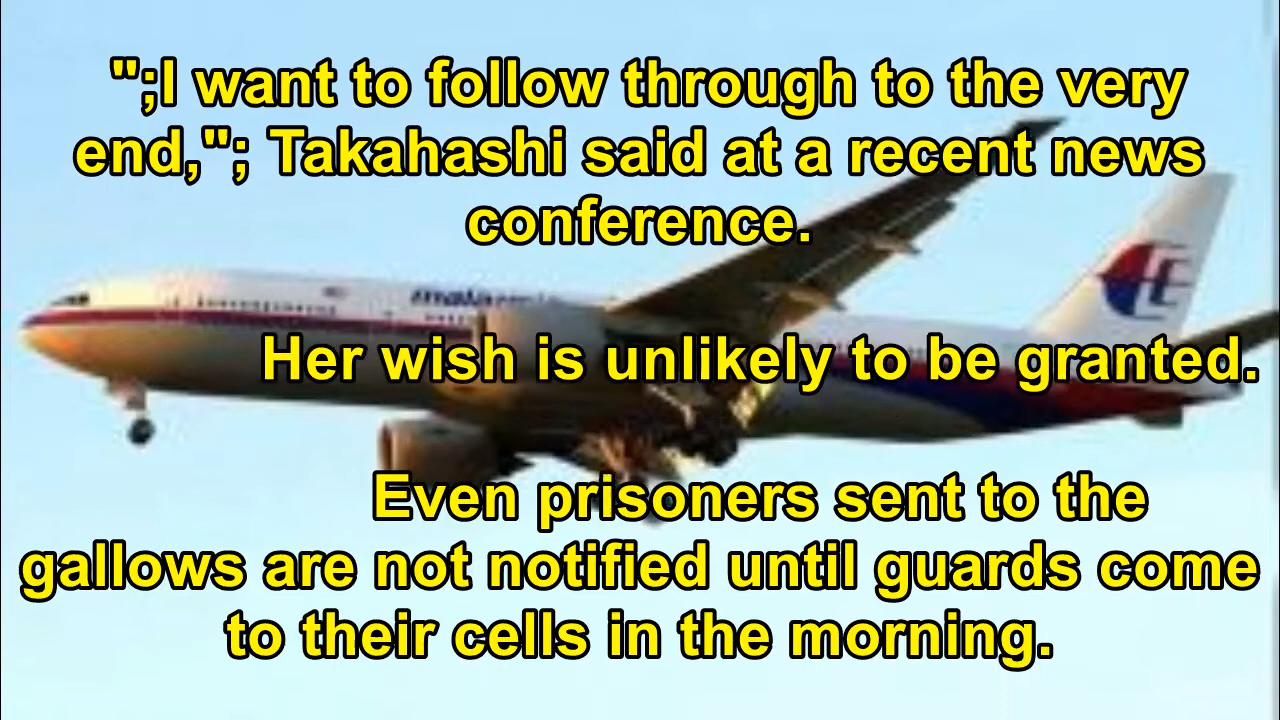 ";I want to follow through to the very
end,"; Takahashi said at a recent news
conference.
Her wish is unlikely to be granted.
Even prisoners sent to the
gallows are not notified until guards come
to their cells in the morning.